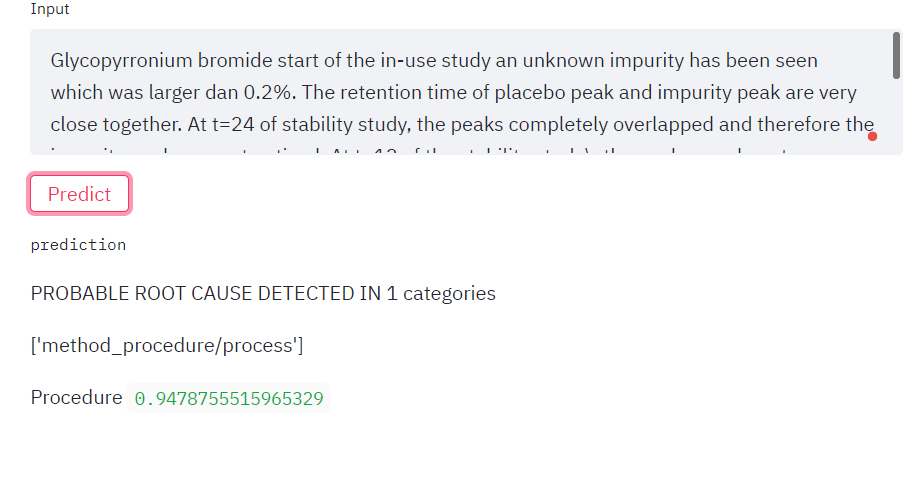 Input
Glycopyrronium bromide start of the in-use study an unknown impurity has been seen
which was larger dan 0.2%. The retention time of placebo peak and impurity peak are very
close together. At t=24 of stability study, the peaks completely overlapped and therefore the
Predict
prediction
PROBABLE ROOT CAUSE DETECTED IN 1 categories
['method_procedure/process']
Procedure 0.9478755515965329